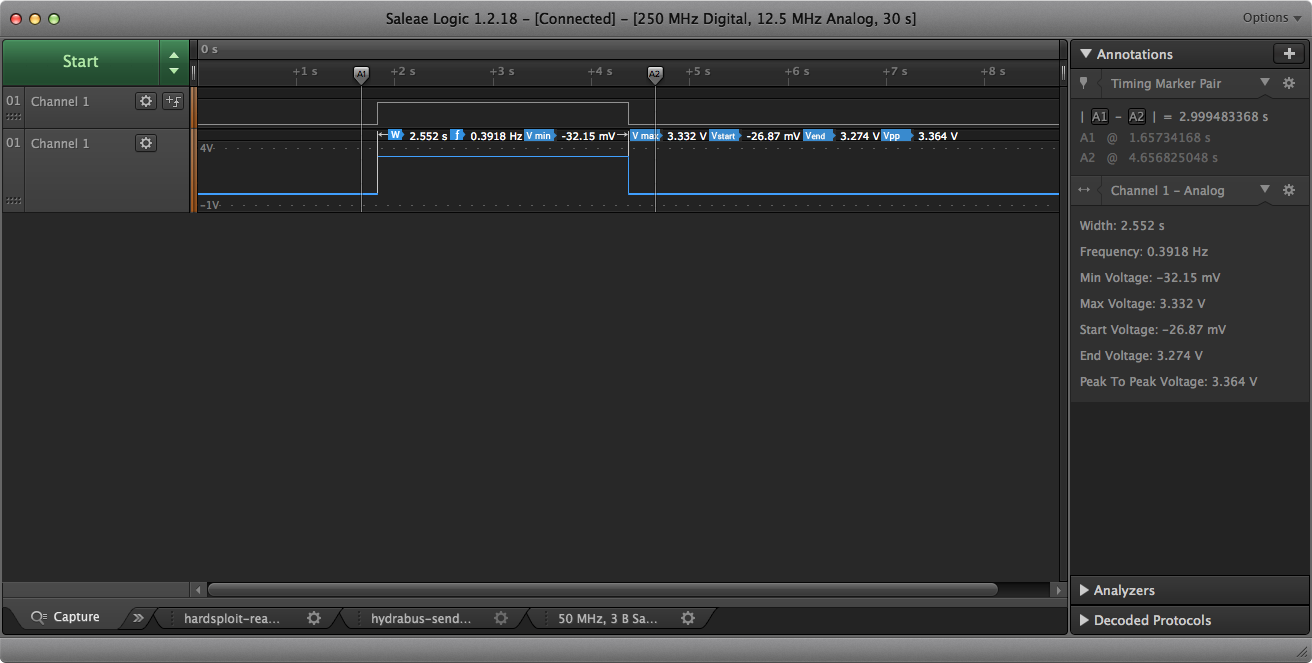 Saleae Logic 1.2.18 – [Connected] – [250 MHz Digital, 12.5 MHz Analog, 30 s]
Options
Start
0 s
+1 s +2 s +3 s +4 s +5 s +6 s +7 s +8 s
A1 A2
01 Channel 1
01 Channel 1
W 2.552 s f 0.3918 Hz V min -32.15 mV V max 3.332 V Vstart -26.87 mV Vend 3.274 V Vpp 3.364 V
4V
-1V
Annotations
Timing Marker Pair
| A1 - A2 | = 2.999483368 s
A1 @ 1.65734168 s
A2 @ 4.656825048 s
Channel 1 – Analog
Width: 2.552 s
Frequency: 0.3918 Hz
Min Voltage: -32.15 mV
Max Voltage: 3.332 V
Start Voltage: -26.87 mV
End Voltage: 3.274 V
Peak To Peak Voltage: 3.364 V
Analyzers
Decoded Protocols
Capture
hardsploit-rea...
hydrabus-send...
50 MHz, 3 B Sa...